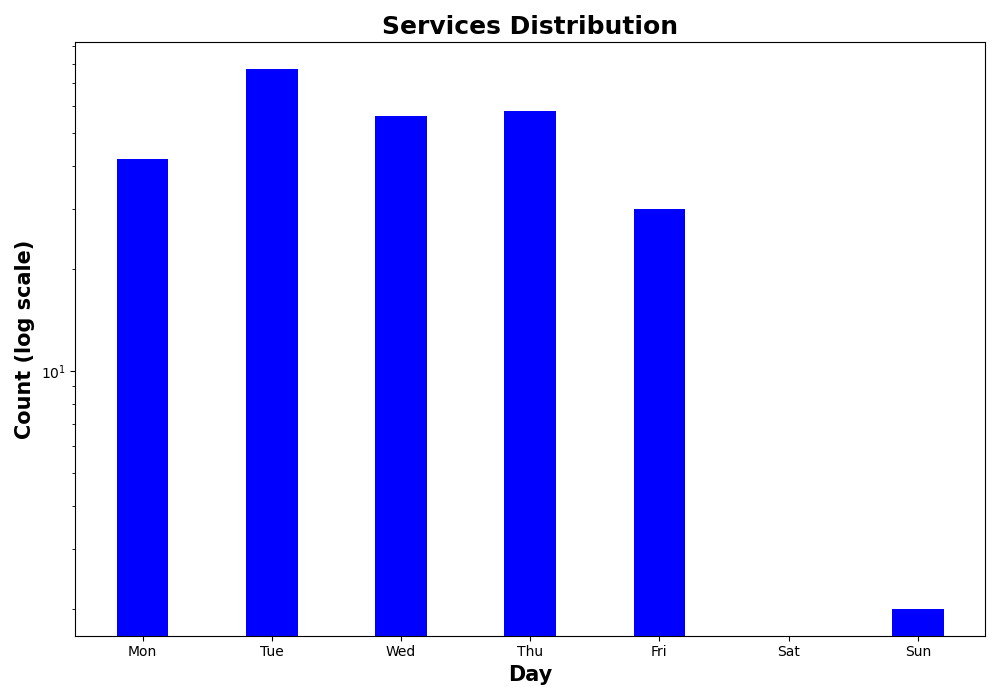 Services Distribution
Count (log scale)
10¹
Mon Tue Wed Thu Fri Sat Sun
Day